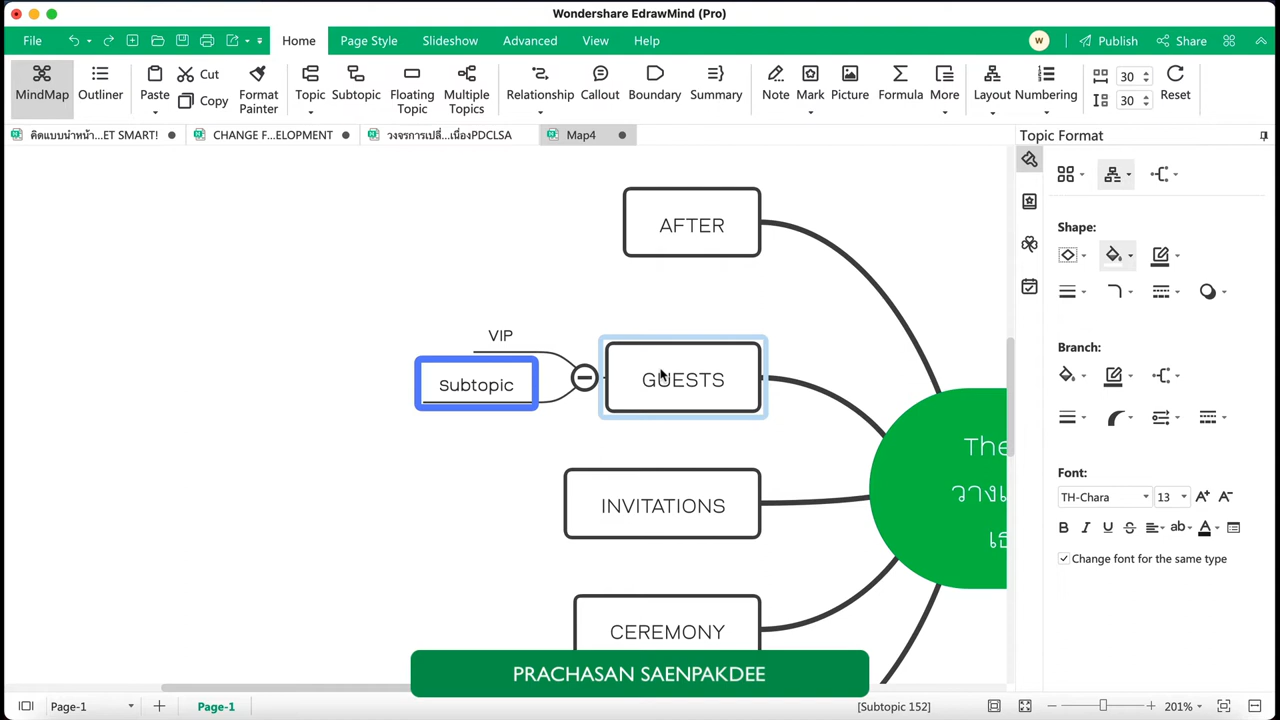 Wondershare EdrawMind (Pro)
File Home Page Style Slideshow Advanced View Help W Publish Share
MindMap Outliner Paste Cut Copy Format Painter Topic Subtopic Floating Topic Multiple Topics Relationship Callout Boundary Summary Note Mark Picture Formula More Layout Numbering 30 30 Reset
คิดแบบนำหน้า...ET SMART! CHANGE F...ELOPMENT วงจรการเปลี่...เนื่องPDCLSA Map4 Topic Format
AFTER
VIP
Subtopic
GUESTS
INVITATIONS
CEREMONY
The
วางเ
เธ
Shape:
Branch:
Font:
TH-Chara 13 A+ A-
B I U S ab A
Change font for the same type
PRACHASAN SAENPAKDEE
Page-1 Page-1 [Subtopic 152] 201%